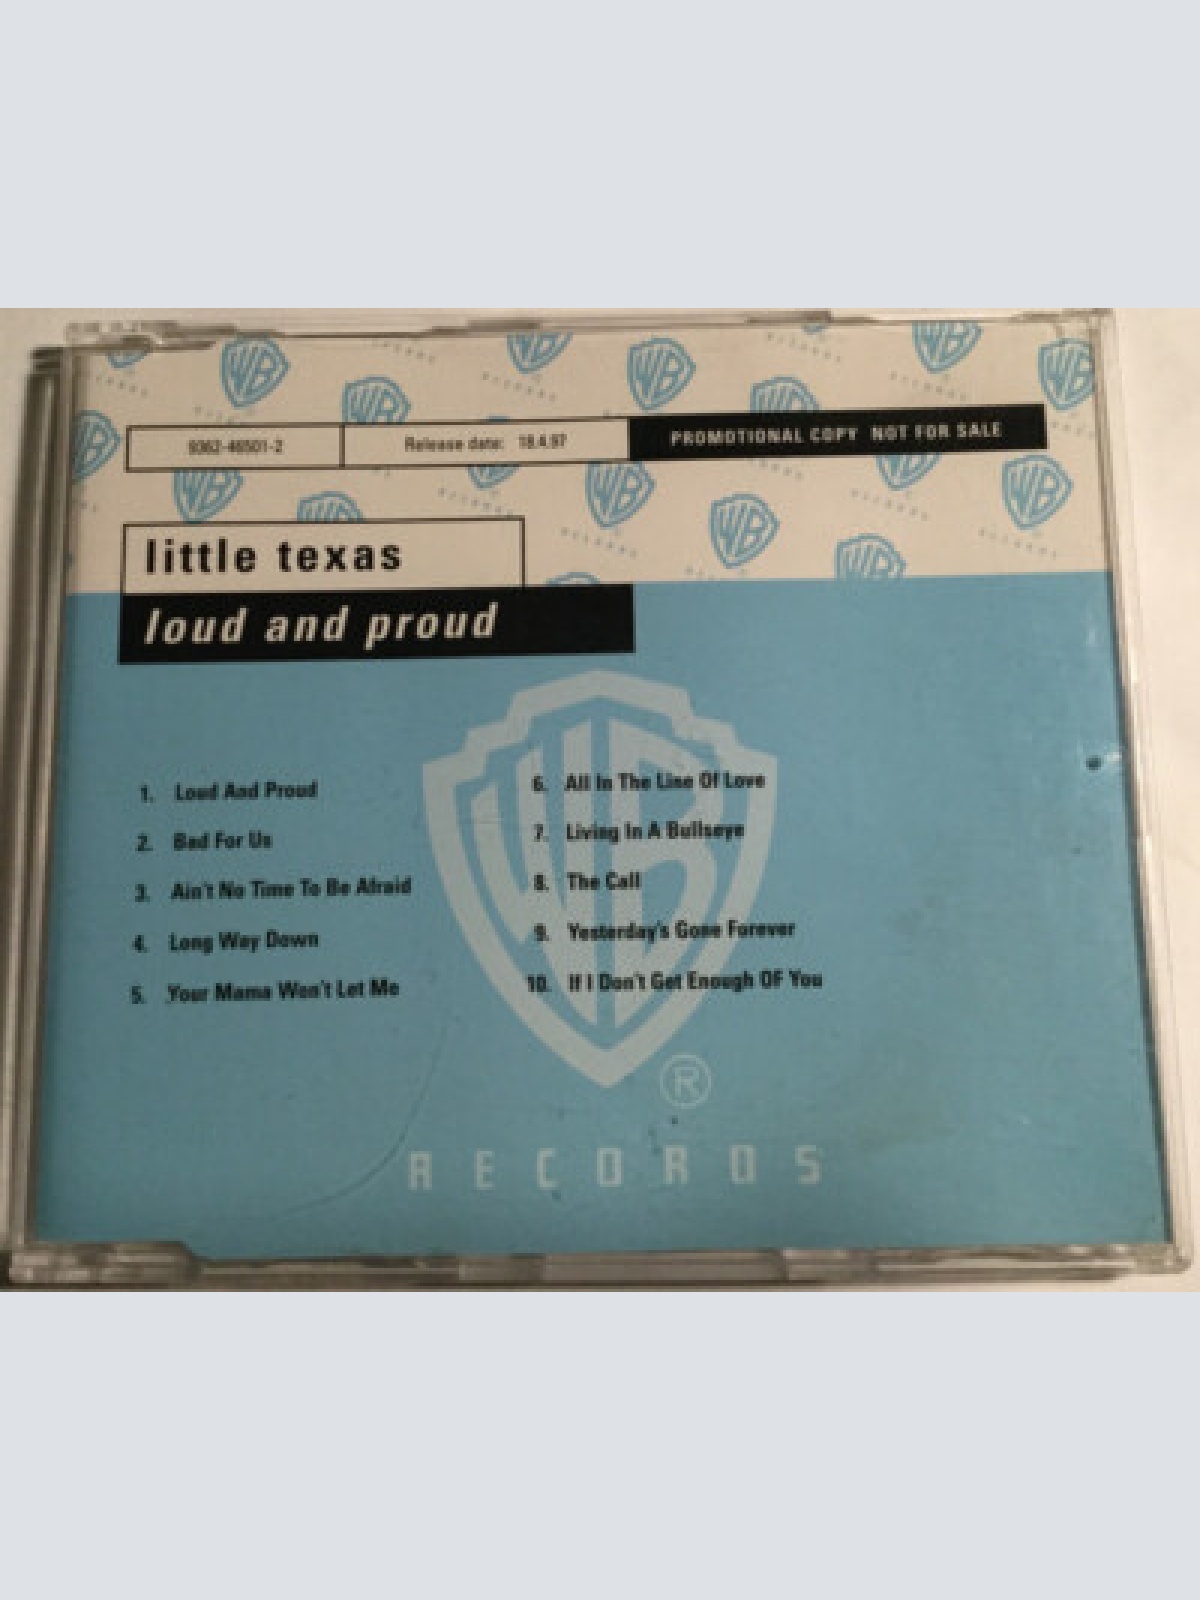 9362-46501-2 Release date: 18.4.97 PROMOTIONAL COPY NOT FOR SALE
little texas
loud and proud
1. Loud And Proud
2. Bad For Us
3. Ain't No Time To Be Afraid
4. Long Way Down
5. Your Mama Won't Let Me
6. All In The Line Of Love
7. Living In A Bullseye
8. The Call
9. Yesterday's Gone Forever
10. If I Don't Get Enough OF You
WB
®
RECORDS